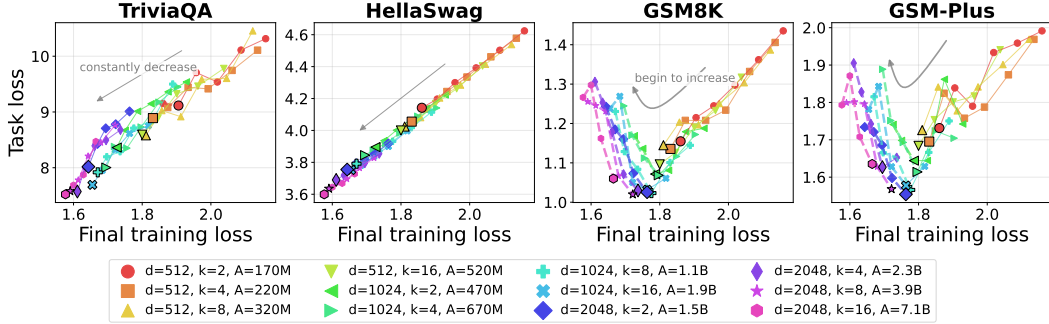 TriviaQA
HellaSwag
GSM8K
GSM-Plus
Task loss
10
9
8
1.6 1.8 2.0
Final training loss
constantly decrease
4.6
4.4
4.2
4.0
3.8
3.6
1.6 1.8 2.0
Final training loss
1.4
1.3
1.2
1.1
1.0
1.6 1.8 2.0
Final training loss
begin to increase
2.0
1.9
1.8
1.7
1.6
1.6 1.8 2.0
Final training loss
d=512, k=2, A=170M
d=512, k=4, A=220M
d=512, k=8, A=320M
d=512, k=16, A=520M
d=1024, k=2, A=470M
d=1024, k=4, A=670M
d=1024, k=8, A=1.1B
d=1024, k=16, A=1.9B
d=2048, k=2, A=1.5B
d=2048, k=4, A=2.3B
d=2048, k=8, A=3.9B
d=2048, k=16, A=7.1B